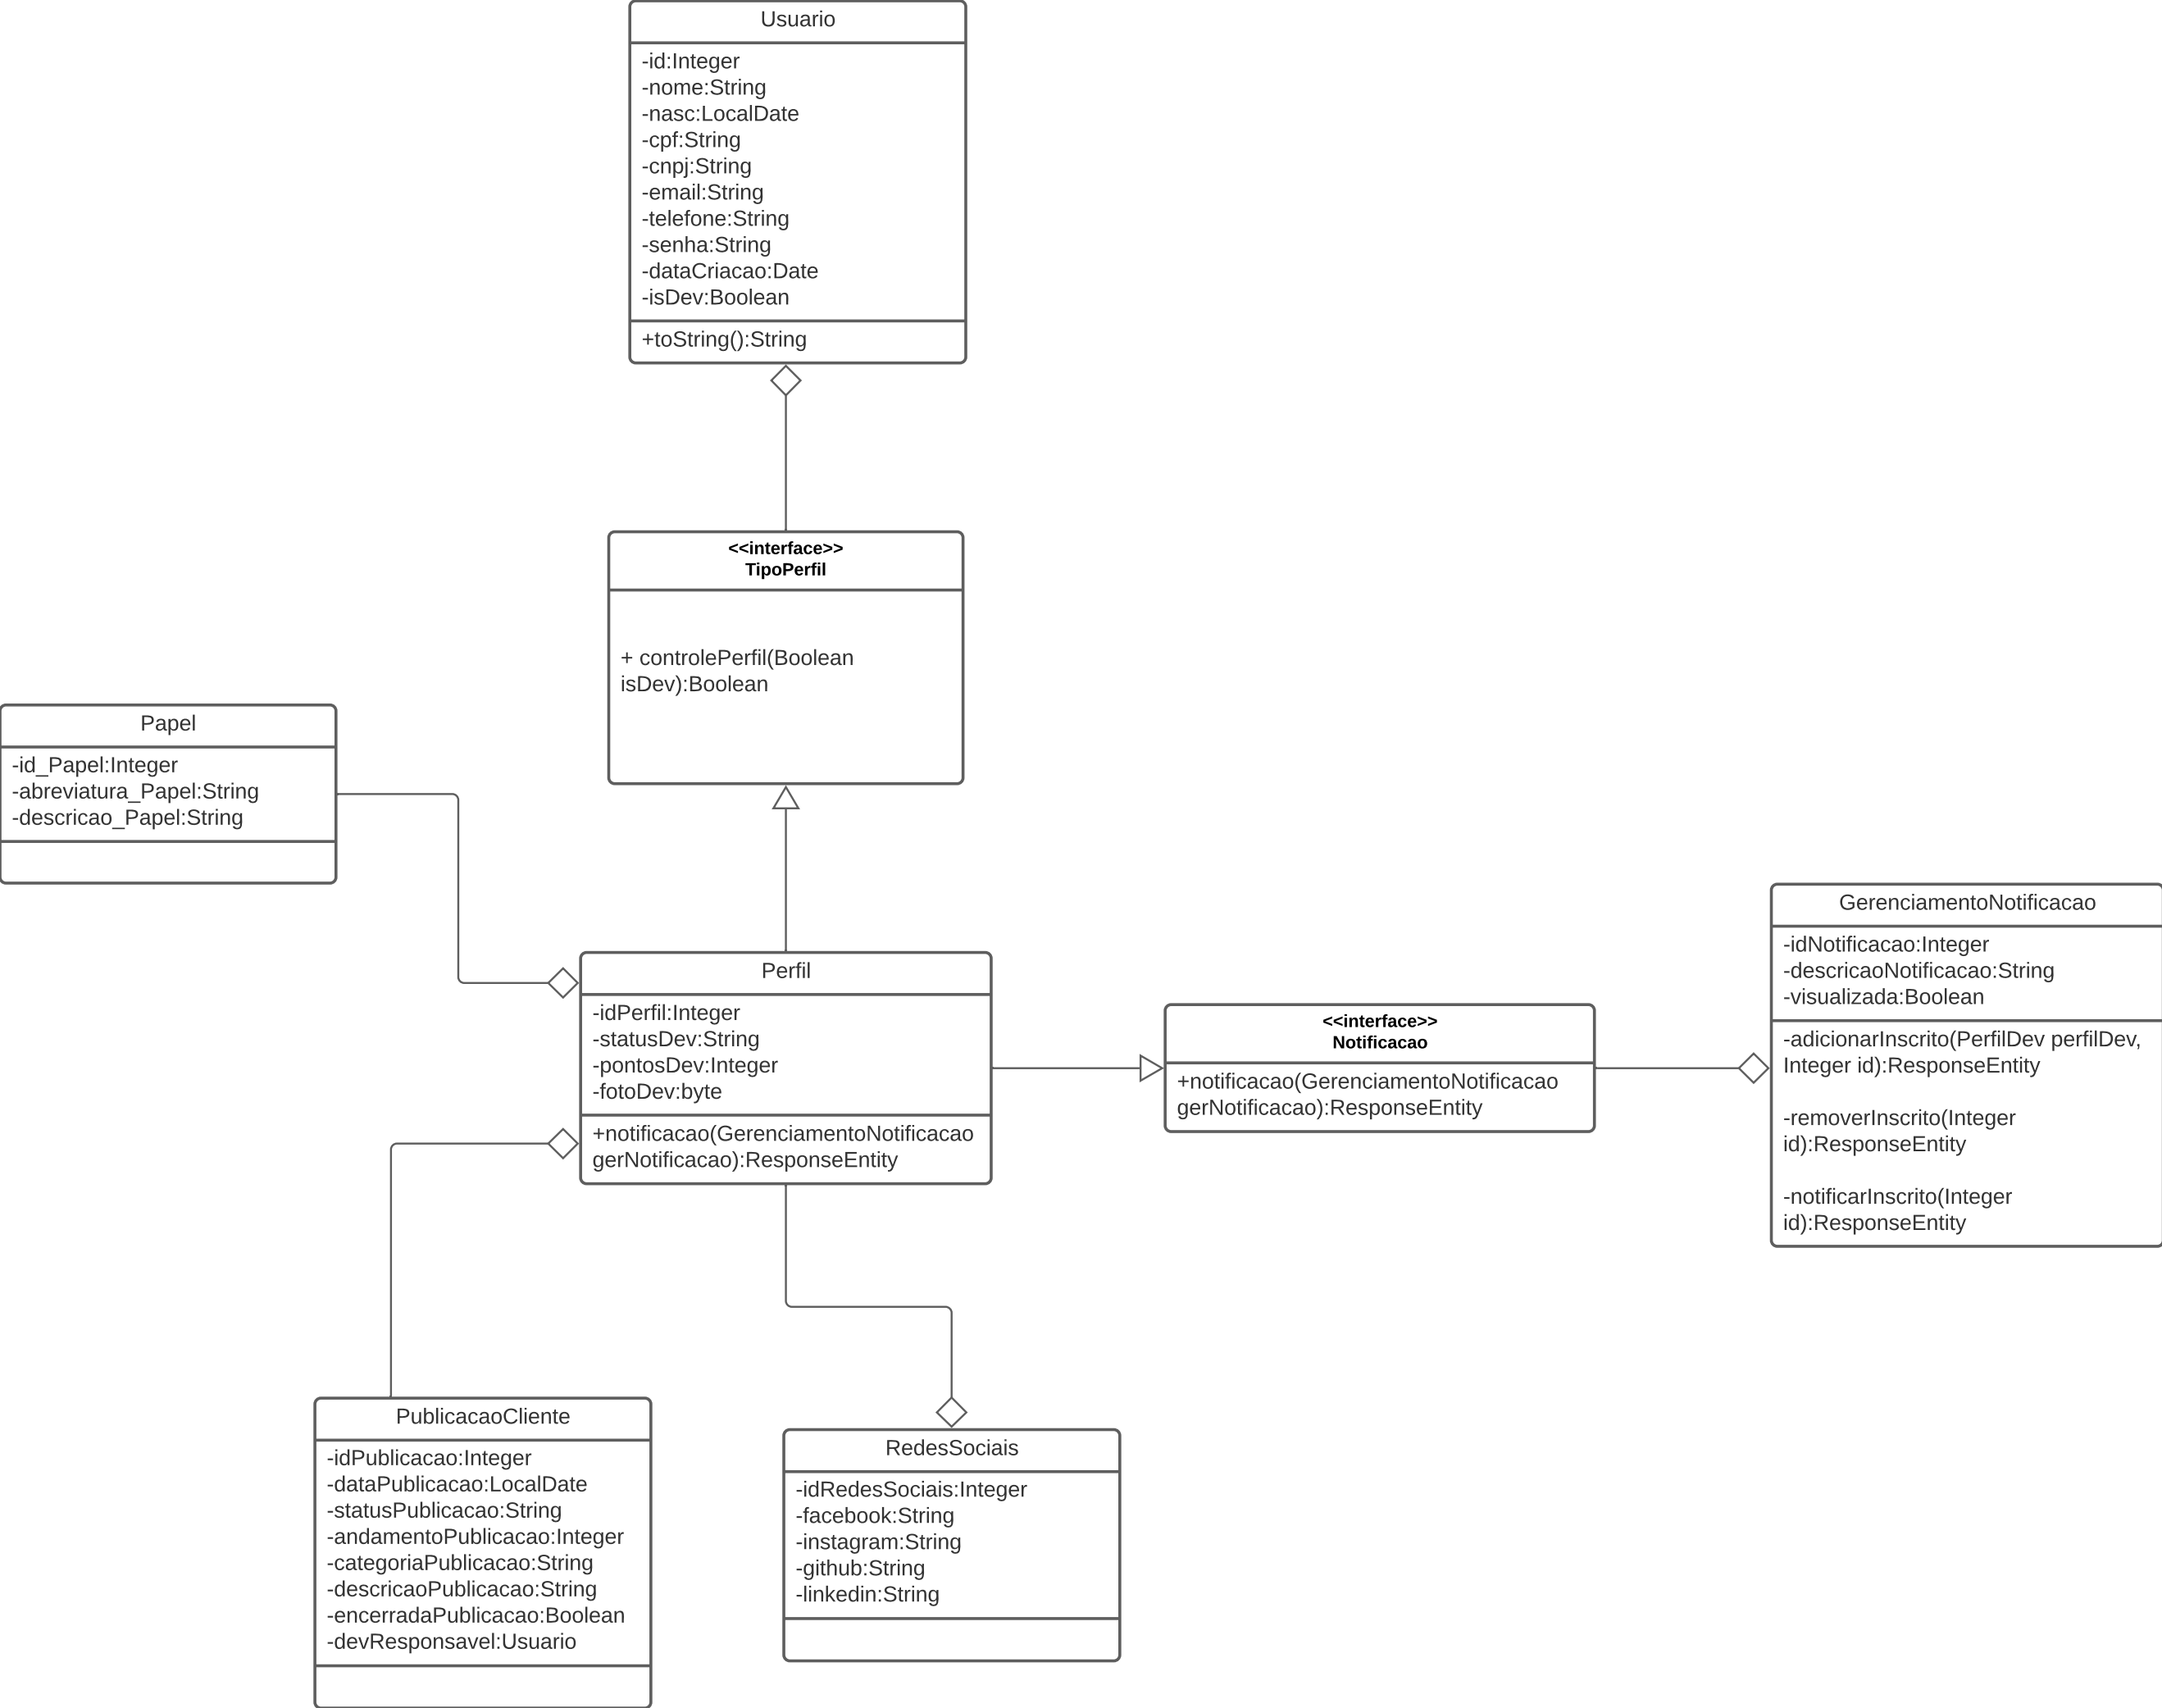 Usuario
-id:Integer
-nome:String
-nasc:LocalDate
-cpf:String
-cnpj:String
-email:String
-telefone:String
-senha:String
-dataCriacao:Date
-isDev:Boolean
+toString():String
<<interface>>
TipoPerfil
+ controlePerfil(Boolean
isDev):Boolean
Papel
-id_Papel:Integer
-abreviatura_Papel:String
-descricao_Papel:String
Perfil
-idPerfil:Integer
-statusDev:String
-pontosDev:Integer
-fotoDev:byte
+notificacao(GerenciamentoNotificacao
gerNotificacao):ResponseEntity
<<interface>>
Notificacao
+notificacao(GerenciamentoNotificacao
gerNotificacao):ResponseEntity
GerenciamentoNotificacao
-idNotificacao:Integer
-descricaoNotificacao:String
-visualizada:Boolean
-adicionarInscrito(PerfilDev perfilDev,
Integer id):ResponseEntity
-removerInscrito(Integer
id):ResponseEntity
-notificarInscrito(Integer
id):ResponseEntity
PublicacaoCliente
-idPublicacao:Integer
-dataPublicacao:LocalDate
-statusPublicacao:String
-andamentoPublicacao:Integer
-categoriaPublicacao:String
-descricaoPublicacao:String
-encerradaPublicacao:Boolean
-devResponsavel:Usuario
RedesSociais
-idRedesSociais:Integer
-facebook:String
-instagram:String
-github:String
-linkedin:String